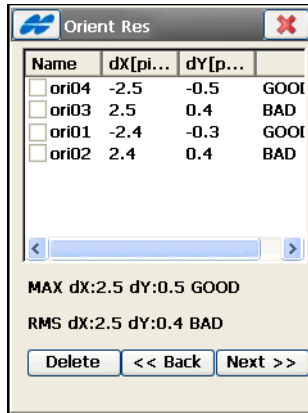 Orient Res
Name dX[pi... dY[p...
ori04 -2.5 -0.5 GOOD
ori03 2.5 0.4 BAD
ori01 -2.4 -0.3 GOOD
ori02 2.4 0.4 BAD
MAX dX:2.5 dY:0.5 GOOD
RMS dX:2.5 dY:0.4 BAD
Delete << Back Next >>